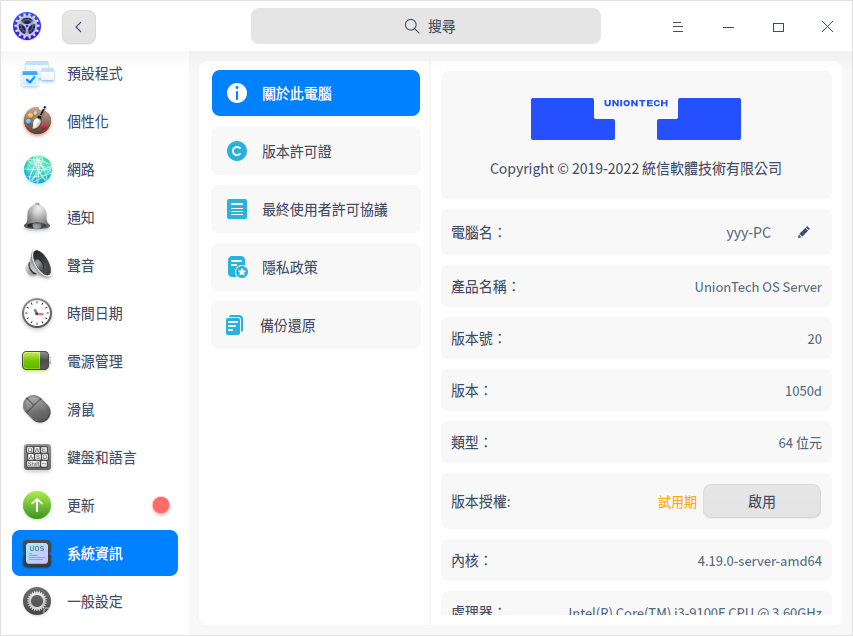 搜尋
預設程式
個性化
網路
通知
聲音
時間日期
電源管理
滑鼠
鍵盤和語言
更新
系統資訊
一般設定
關於此電腦
版本許可證
最終使用者許可協議
隱私政策
備份還原
UNIONTECH
Copyright © 2019-2022 統信軟體技術有限公司
電腦名： yyy-PC
產品名稱： UnionTech OS Server
版本號： 20
版本： 1050d
類型： 64 位元
版本授權: 試用期 啟用
內核： 4.19.0-server-amd64
處理器： Intel(R) Core(TM) i3-9100F CPU @ 3.60GHz